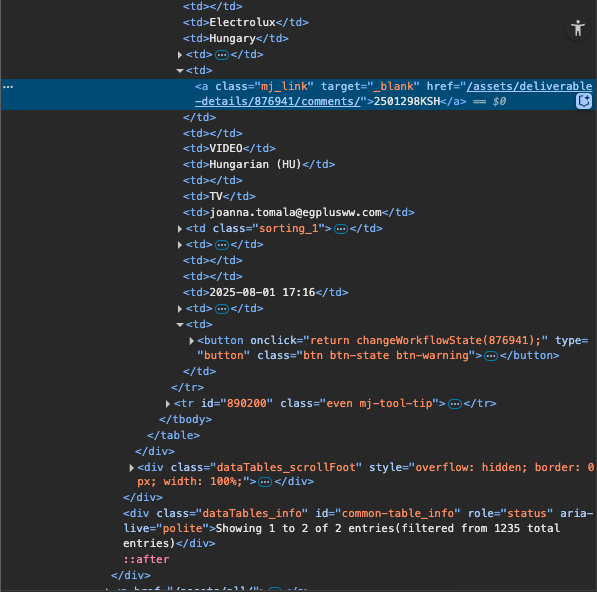 <td></td>
<td>Electrolux</td>
<td>Hungary</td>
<td>…</td>
<td>
<a class="mj_link" target="_blank" href="/assets/deliverable
-details/876941/comments/">2501298KSH</a> == $0
</td>
<td></td>
<td>VIDEO</td>
<td>Hungarian (HU)</td>
<td></td>
<td>TV</td>
<td>joanna.tomala@egplusww.com</td>
<td class="sorting_1">…</td>
<td>…</td>
<td></td>
<td></td>
<td>2025-08-01 17:16</td>
<td>…</td>
<td>
<button onclick="return changeWorkflowState(876941);" type=
"button" class="btn btn-state btn-warning">…</button>
</td>
</tr>
<tr id="890200" class="even mj-tool-tip">…</tr>
</tbody>
</table>
</div>
<div class="dataTables_scrollFoot" style="overflow: hidden; border: 0
px; width: 100%;">…</div>
</div>
<div class="dataTables_info" id="common-table_info" role="status" aria-
live="polite">Showing 1 to 2 of 2 entries(filtered from 1235 total
entries)</div>
::after
</div>